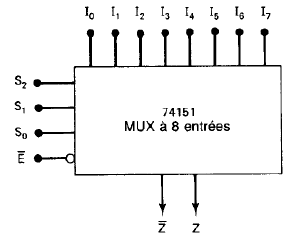 I₀ I₁ I₂ I₃ I₄ I₅ I₆ I₇
S₂
S₁
S₀
E̅
74151
MUX à 8 entrées
Z̅ Z